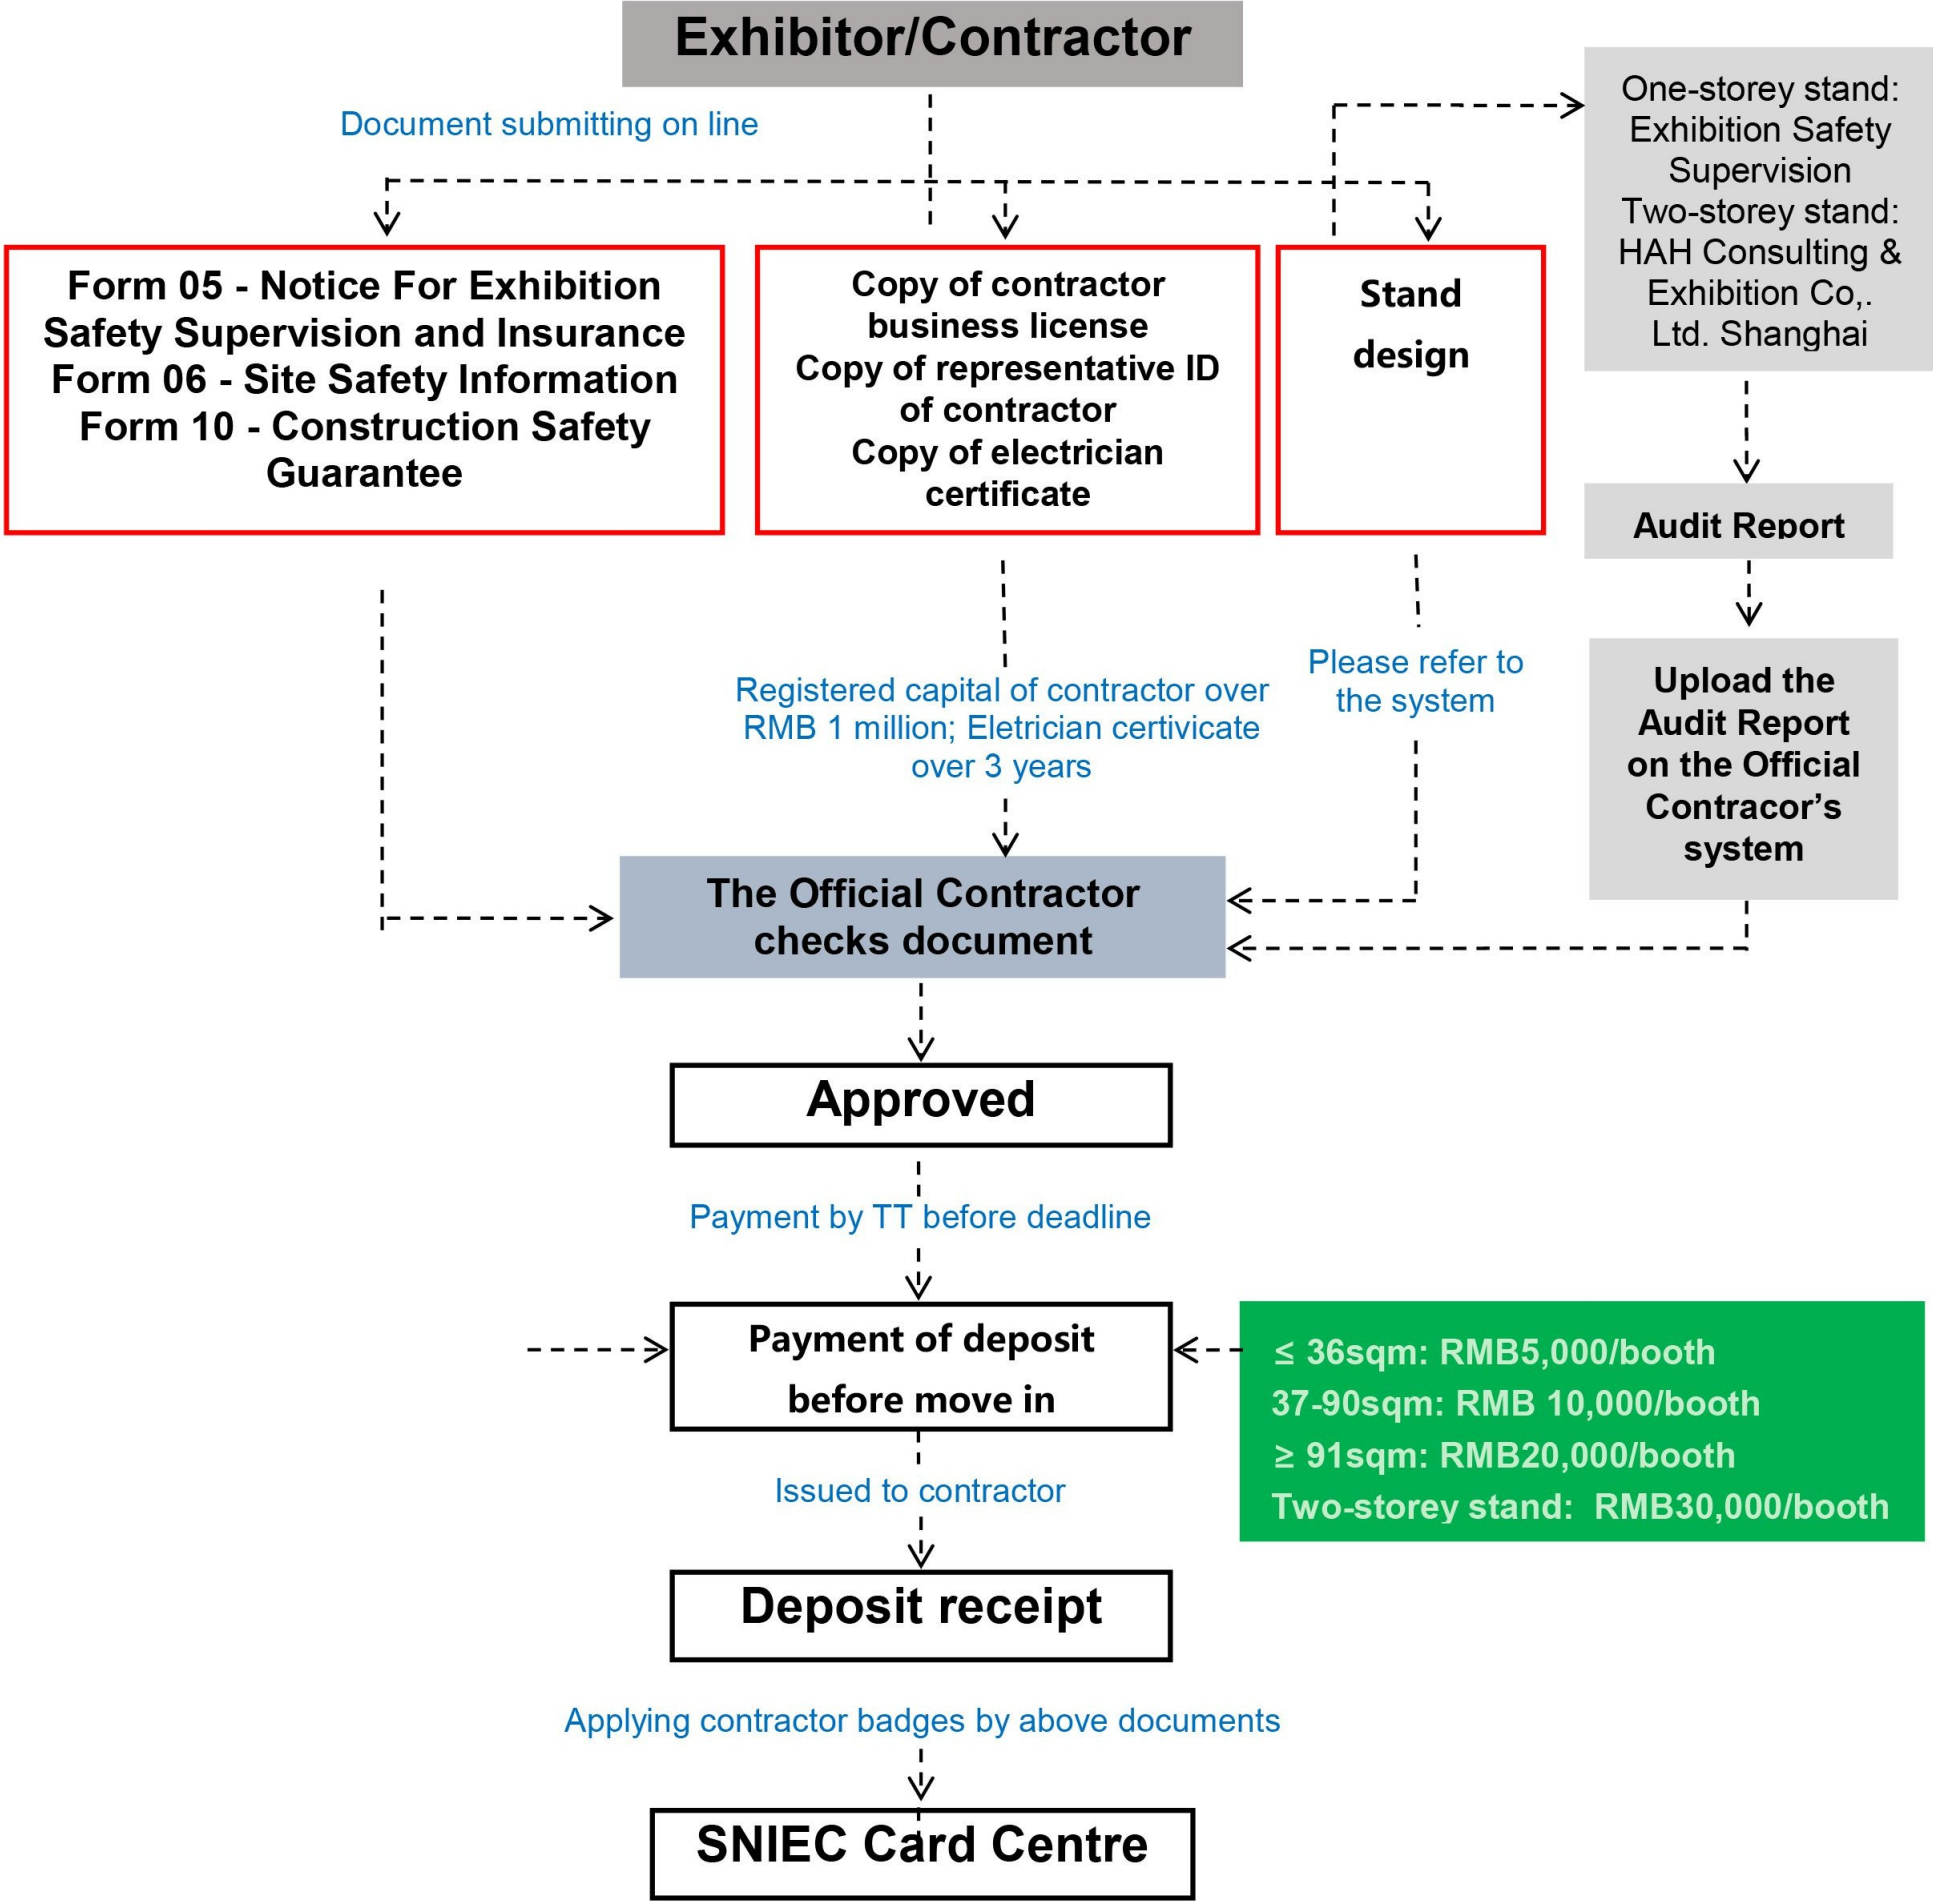 Exhibitor/Contractor
Document submitting on line
One-storey stand:
Exhibition Safety
Supervision
Two-storey stand:
HAH Consulting &
Exhibition Co,.
Ltd. Shanghai
Form 05 - Notice For Exhibition
Safety Supervision and Insurance
Form 06 - Site Safety Information
Form 10 - Construction Safety
Guarantee
Copy of contractor
business license
Copy of representative ID
of contractor
Copy of electrician
certificate
Stand
design
Audit Report
Registered capital of contractor over
RMB 1 million; Eletrician certivicate
over 3 years
Please refer to
the system
Upload the
Audit Report
on the Official
Contracor’s
system
The Official Contractor
checks document
Approved
Payment by TT before deadline
Payment of deposit
before move in
≤ 36sqm: RMB5,000/booth
37-90sqm: RMB 10,000/booth
≥ 91sqm: RMB20,000/booth
Two-storey stand: RMB30,000/booth
Issued to contractor
Deposit receipt
Applying contractor badges by above documents
SNIEC Card Centre